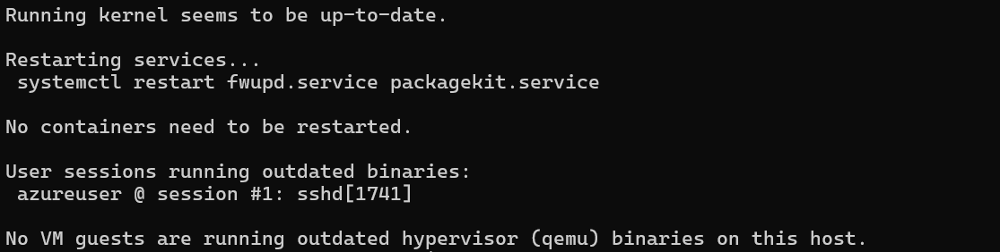 Running kernel seems to be up-to-date.
Restarting services...
systemctl restart fwupd.service packagekit.service
No containers need to be restarted.
User sessions running outdated binaries:
azureuser @ session #1: sshd[1741]
No VM guests are running outdated hypervisor (qemu) binaries on this host.